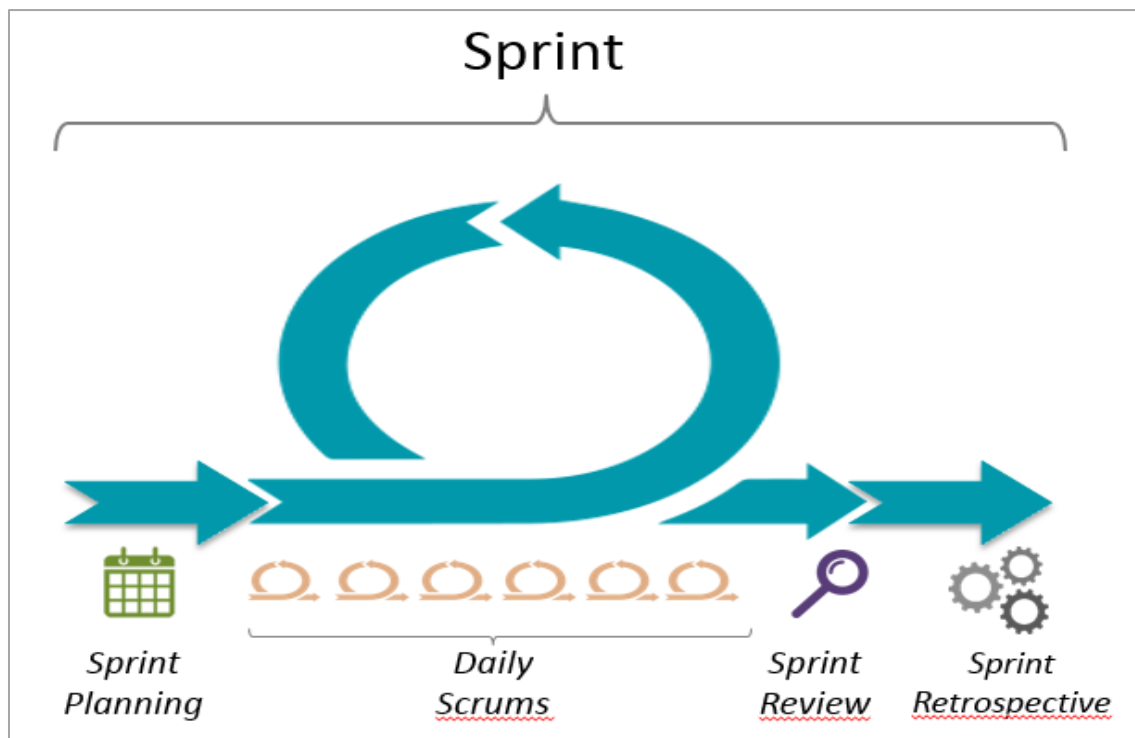 Sprint
Sprint
Planning
Daily
Scrums
Sprint
Review
Sprint
Retrospective